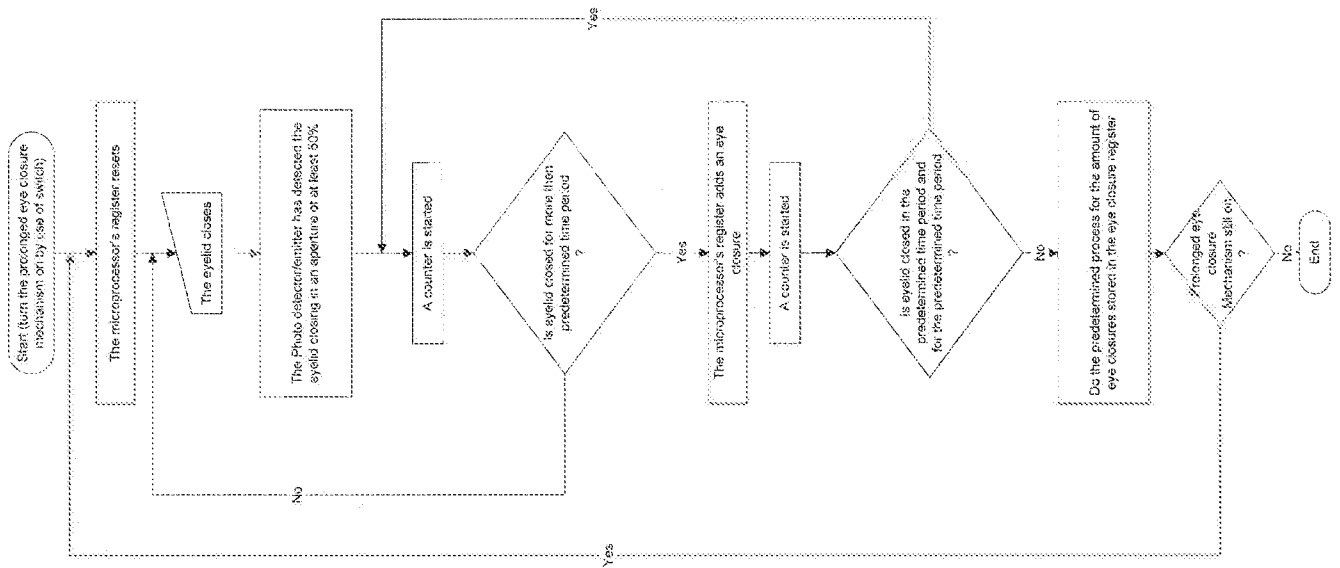 Start (turn the prolonged eye closure
mechanism on by use of switch)
The microprocessor's register resets
The eyelid closes
The Photo detector/emitter has detected the
eyelid closing in an aperture of at least 50%
A counter is started
Is eyelid closed for more then
predetermined time period
?
No
Yes
The microprocessor's register adds an eye
closure
A counter is started
Is eyelid closed in the
predetermined time period and
for the predetermined time period
?
Yes
No
Do the predetermined process for the amount of
eye closures stored in the eye closure register
Prolonged eye
closure
Mechanism still on
?
Yes
No
End